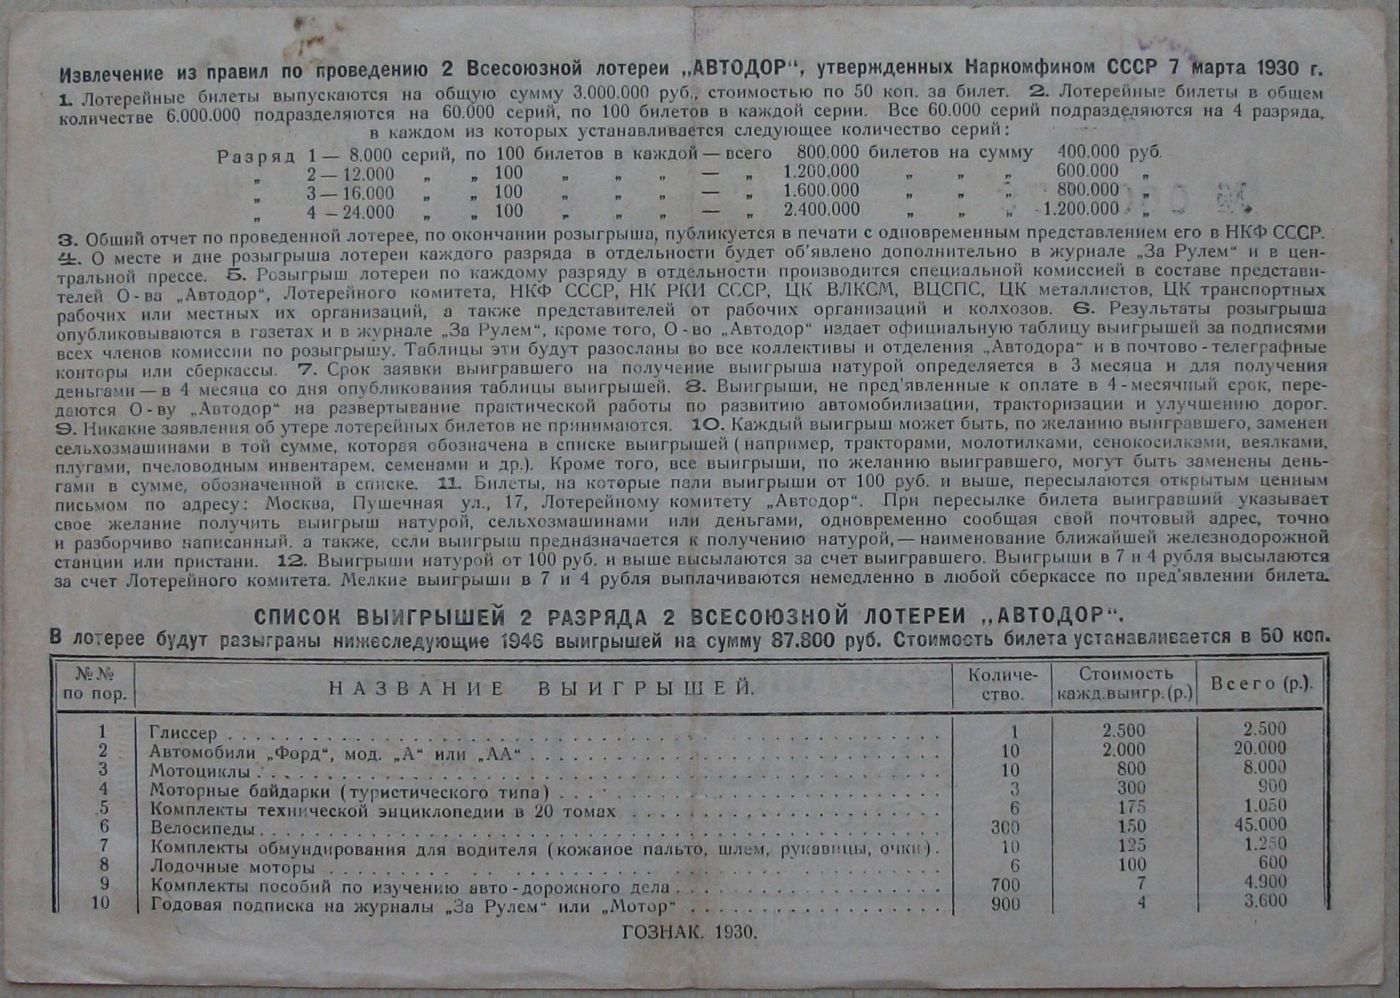 Извлечение из правил по проведению 2 Всесоюзной лотереи „АВТОДОР“, утвержденных Наркомфином СССР 7 марта 1930 г.
1. Лотерейные билеты выпускаются на общую сумму 3.000.000 руб., стоимостью по 50 коп. за билет. 2. Лотерейные билеты в общем
количестве 6.000.000 подразделяются на 60.000 серий, по 100 билетов в каждой серии. Все 60.000 серий подразделяются на 4 разряда,
в каждом из которых устанавливается следующее количество серий:
Разряд 1 — 8.000 серий, по 100 билетов в каждой — всего 800.000 билетов на сумму 400.000 руб.
„ 2 — 12.000 „ „ 100 „ „ „ — „ 1.200.000 „ „ „ 600.000 „
„ 3 — 16.000 „ „ 100 „ „ „ — „ 1.600.000 „ „ „ 800.000 „
„ 4 — 24.000 „ „ 100 „ „ „ — „ 2.400.000 „ „ „ 1.200.000 „
3. Общий отчет по проведенной лотерее, по окончании розыгрыша, публикуется в печати с одновременным представлением его в НКФ СССР.
4. О месте и дне розыгрыша лотереи каждого разряда в отдельности будет об'явлено дополнительно в журнале „За Рулем“ и в цен-
тральной прессе. 5. Розыгрыш лотереи по каждому разряду в отдельности производится специальной комиссией в составе представи-
телей О-ва „Автодор“, Лотерейного комитета, НКФ СССР, НК РКИ СССР, ЦК ВЛКСМ, ВЦСПС, ЦК металлистов, ЦК транспортных
рабочих или местных их организаций, а также представителей от рабочих организаций и колхозов. 6. Результаты розыгрыша
опубликовываются в газетах и в журнале „За Рулем“, кроме того, О-во „Автодор“ издает официальную таблицу выигрышей за подписями
всех членов комиссии по розыгрышу. Таблицы эти будут разосланы во все коллективы и отделения „Автодора“ и в почтово-телеграфные
конторы или сберкассы. 7. Срок заявки выигравшего на получение выигрыша натурой определяется в 3 месяца и для получения
деньгами — в 4 месяца со дня опубликования таблицы выигрышей. 8. Выигрыши, не пред'явленные к оплате в 4-месячный срок, пере-
даются О-ву „Автодор“ на развертывание практической работы по развитию автомобилизации, тракторизации и улучшению дорог.
9. Никакие заявления об утере лотерейных билетов не принимаются. 10. Каждый выигрыш может быть, по желанию выигравшего, заменен
сельхозмашинами в той сумме, которая обозначена в списке выигрышей (например, тракторами, молотилками, сенокосилками, веялками,
плугами, пчеловодным инвентарем, семенами и др.). Кроме того, все выигрыши, по желанию выигравшего, могут быть заменены день-
гами в сумме, обозначенной в списке. 11. Билеты, на которые пали выигрыши от 100 руб. и выше, пересылаются открытым ценным
письмом по адресу: Москва, Пушечная ул., 17, Лотерейному комитету „Автодор“. При пересылке билета выигравший указывает
свое желание получить выигрыш натурой, сельхозмашинами или деньгами, одновременно сообщая свой почтовый адрес, точно
и разборчиво написанный, а также, если выигрыш предназначается к получению натурой, — наименование ближайшей железнодорожной
станции или пристани. 12. Выигрыши натурой от 100 руб. и выше высылаются за счет выигравшего. Выигрыши в 7 и 4 рубля высылаются
за счет Лотерейного комитета. Мелкие выигрыши в 7 и 4 рубля выплачиваются немедленно в любой сберкассе по пред'явлении билета.
СПИСОК ВЫИГРЫШЕЙ 2 РАЗРЯДА 2 ВСЕСОЮЗНОЙ ЛОТЕРЕИ „АВТОДОР“.
В лотерее будут разыграны нижеследующие 1946 выигрышей на сумму 87.800 руб. Стоимость билета устанавливается в 50 коп.
№№ по пор. НАЗВАНИЕ ВЫИГРЫШЕЙ. Количе- ство. Стоимость кажд. выигр. (р.) Всего (р.).
1 Глиссер 1 2.500 2.500
2 Автомобили „Форд“, мод. „А“ или „АА“ 10 2.000 20.000
3 Мотоциклы 10 800 8.000
4 Моторные байдарки (туристического типа) 3 300 900
5 Комплекты технической энциклопедии в 20 томах 6 175 1.050
6 Велосипеды 300 150 45.000
7 Комплекты обмундирования для водителя (кожаное пальто, шлем, рукавицы, очки) 10 125 1.250
8 Лодочные моторы 6 100 600
9 Комплекты пособий по изучению авто-дорожного дела 700 7 4.900
10 Годовая подписка на журналы „За Рулем“ или „Мотор“ 900 4 3.600
ГОЗНАК. 1930.